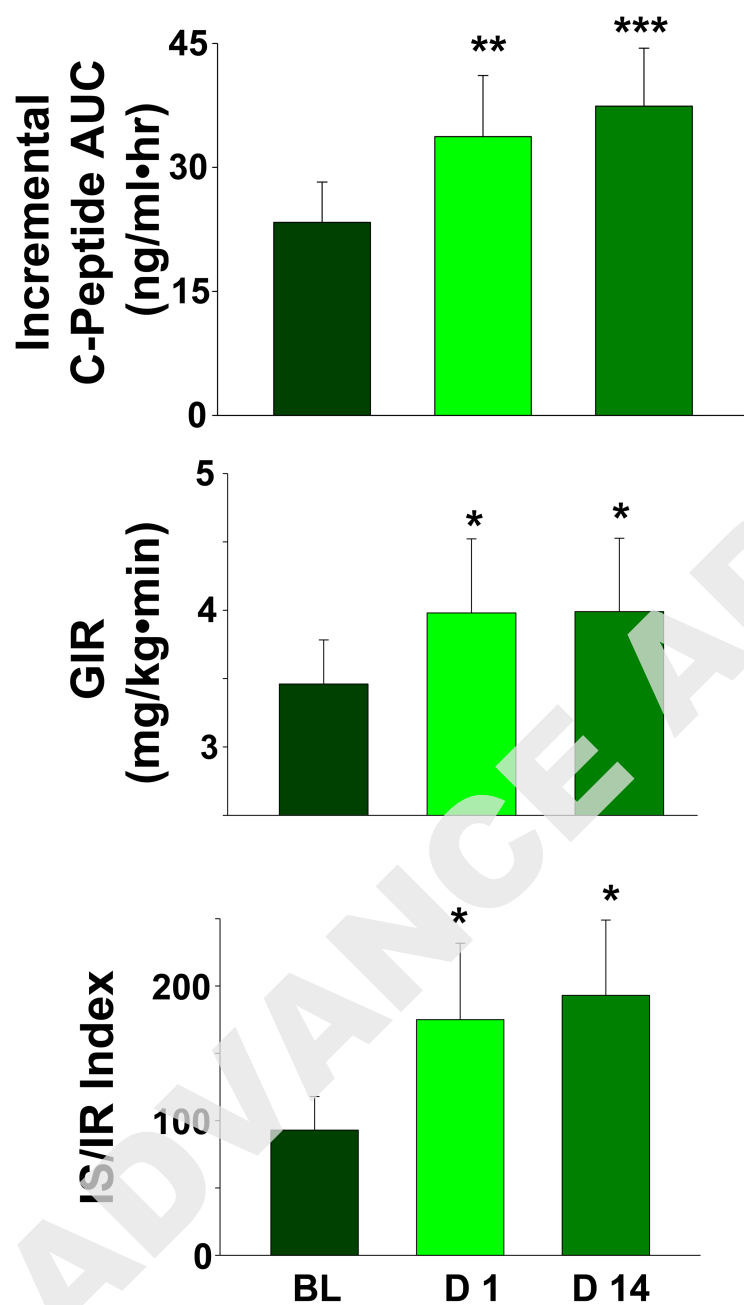 Incremental
C-Peptide AUC
(ng/ml•hr)
45
30
15
0
**
***
GIR
(mg/kg•min)
5
4
3
*
*
IS/IR Index
200
100
0
*
*
BL D 1 D 14
ADVANCE